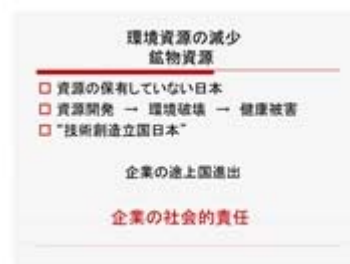 環境資源の減少
鉱物資源
資源の保有していない日本
資源開発 → 環境破壊 → 健康被害
"技術創造立国日本"
企業の途上国進出
企業の社会的責任